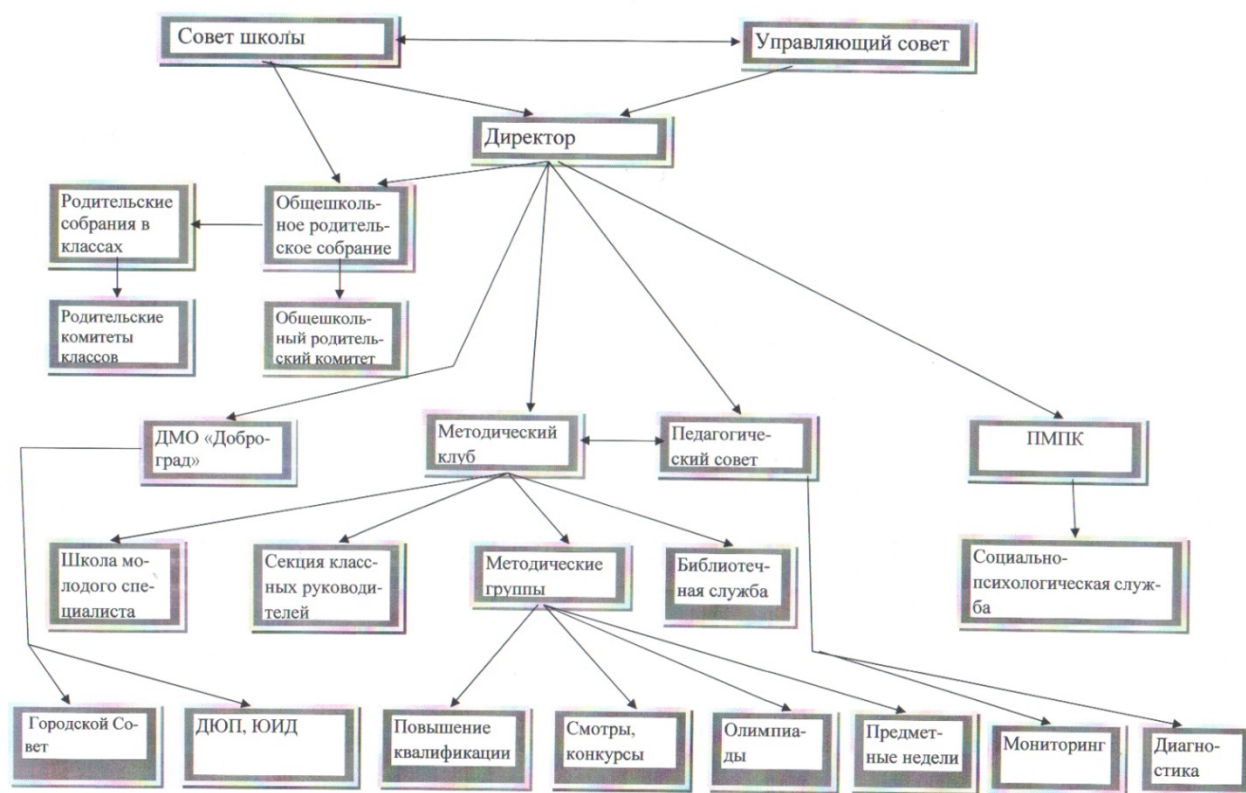 Совет школы
Управляющий совет
Директор
Родительские
собрания в
классах
Общешколь-
ное родитель-
ское собрание
Родительские
комитеты
классов
Общешколь-
ный родитель-
ский комитет
ДМО «Добро-
град»
Методический
клуб
Педагогиче-
ский совет
ПМПК
Школа мо-
лодого спе-
циалиста
Секция класс-
ных руководи-
телей
Методические
группы
Библиотеч-
ная служба
Социально-
психологическая служ-
ба
Городской Со-
вет
ДЮП, ЮИД
Повышение
квалификации
Смотры,
конкурсы
Олимпиа-
ды
Предмет-
ные недели
Мониторинг
Диагно-
стика